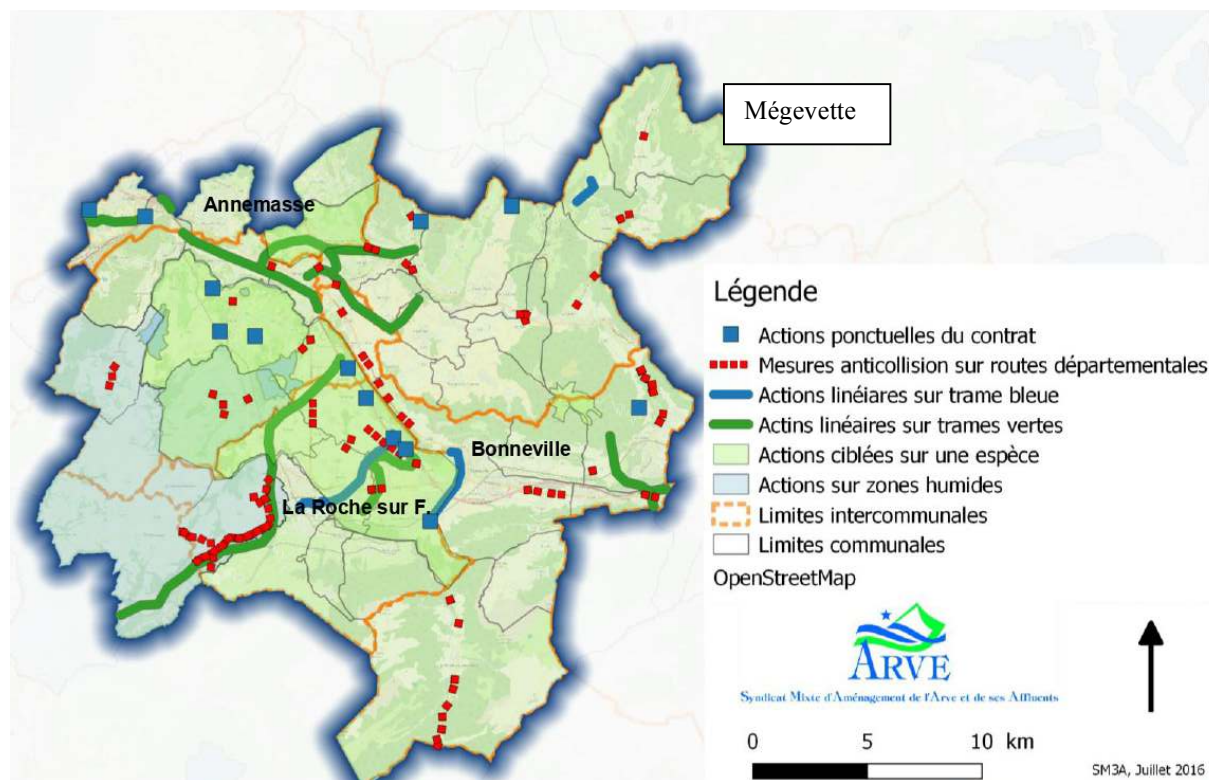 Mégevette
Annemasse
Bonneville
La Roche sur F.
Légende
Actions ponctuelles du contrat
Mesures anticollision sur routes départementales
Actions linéiares sur trame bleue
Actins linéaires sur trames vertes
Actions ciblées sur une espèce
Actions sur zones humides
Limites intercommunales
Limites communales
OpenStreetMap
ARVE
Syndicat Mixte d'Aménagement de l'Arve et de ses Affluents
0 5 10 km
SM3A, Juillet 2016